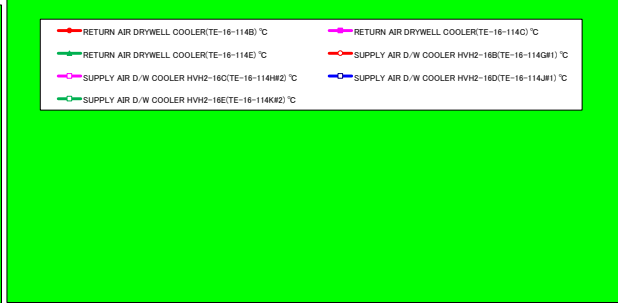 RETURN AIR DRYWELL COOLER(TE-16-114B) ℃
RETURN AIR DRYWELL COOLER(TE-16-114C) ℃
RETURN AIR DRYWELL COOLER(TE-114E) ℃
SUPPLY AIR D/W COOLER HVH2-16B(TE-16-114G#1) ℃
SUPPLY AIR D/W COOLER HVH2-16C(TE-16-114H#2) ℃
SUPPLY AIR D/W COOLER HVH2-16D(TE-16-114J#1) ℃
SUPPLY AIR D/W COOLER HVH2-16E(TE-16-114K#2) ℃